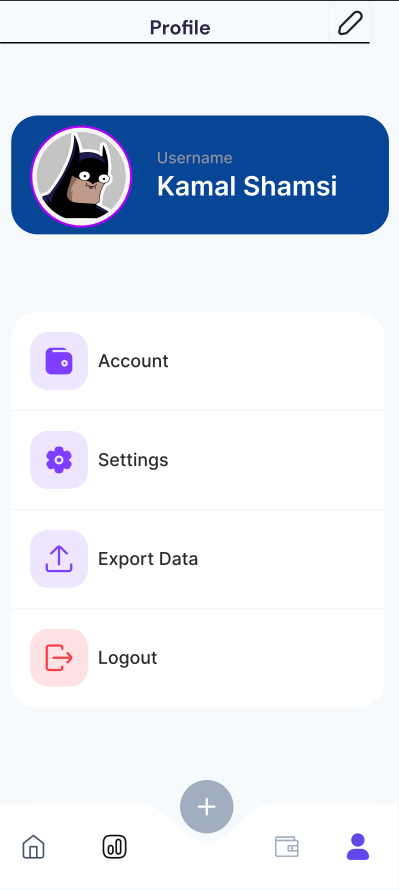 Profile
Username
Kamal Shamsi
Account
Settings
Export Data
Logout